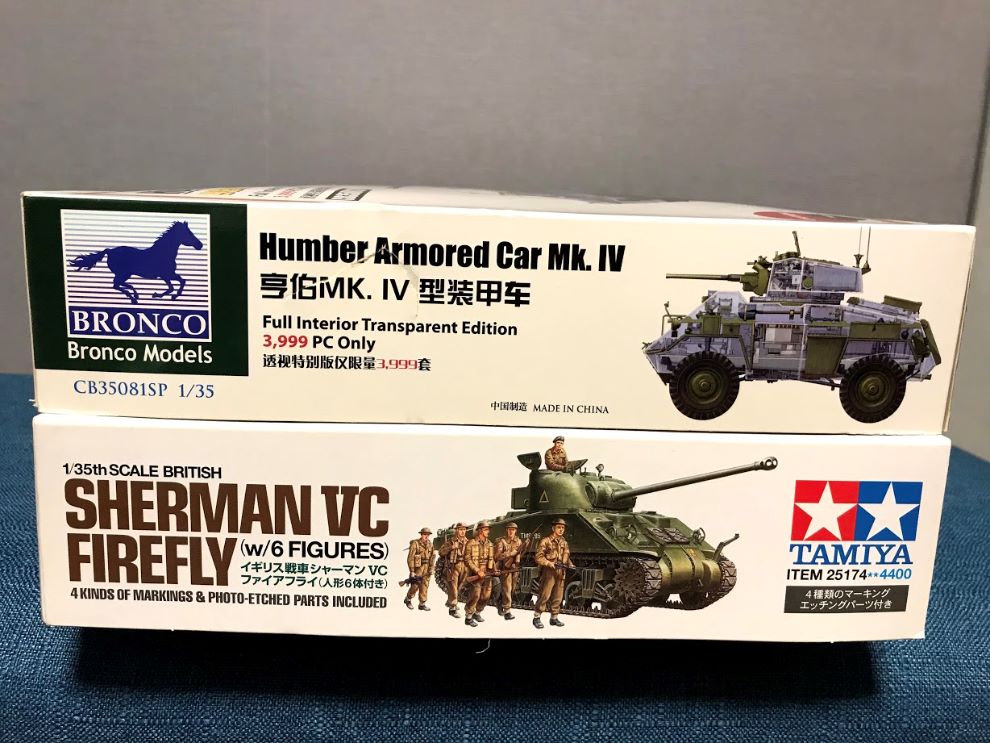 BRONCO
Bronco Models
CB35081SP 1/35
Humber Armored Car Mk. IV
亨伯MK. IV 型装甲车
Full Interior Transparent Edition
3,999 PC Only
透视特别版仅限量3,999套
中国制造 MADE IN CHINA
1/35th SCALE BRITISH
SHERMAN VC
FIREFLY (w/6 FIGURES)
イギリス戦車シャーマン VC
ファイアフライ(人形6体付き)
4 KINDS OF MARKINGS & PHOTO-ETCHED PARTS INCLUDED
TAMIYA
ITEM 25174**4400
4種類のマーキング
エッチングパーツ付き